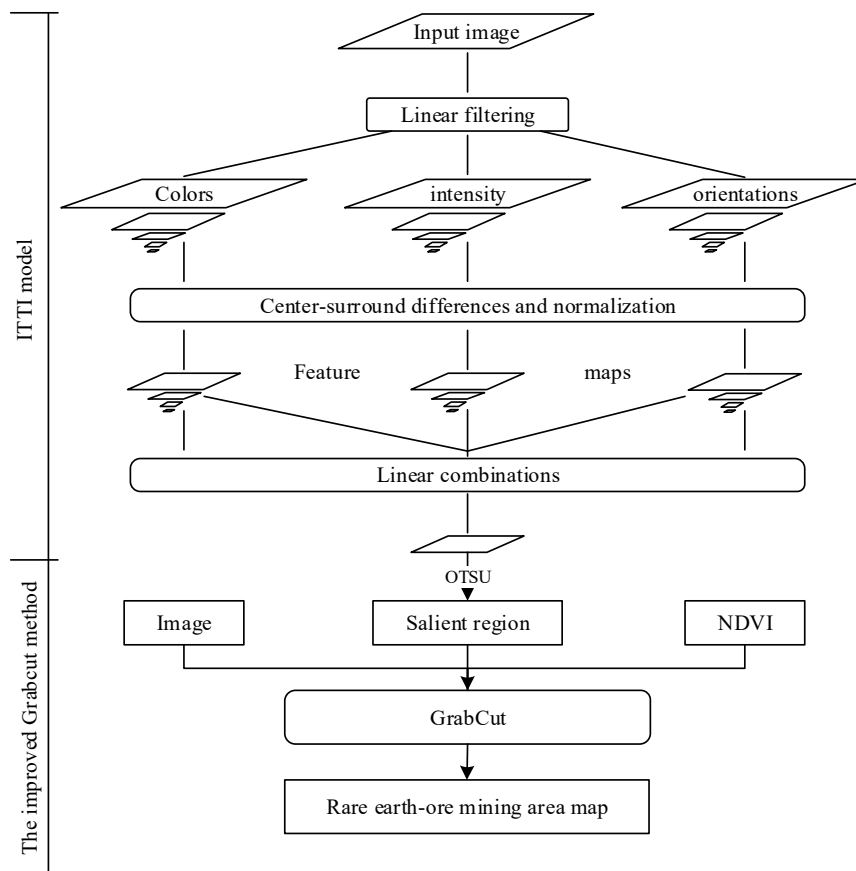 Input image
Linear filtering
Colors
intensity
orientations
ITTI model
Center-surround differences and normalization
Feature
maps
Linear combinations
OTSU
Image
Salient region
NDVI
The improved Grabcut method
GrabCut
Rare earth-ore mining area map